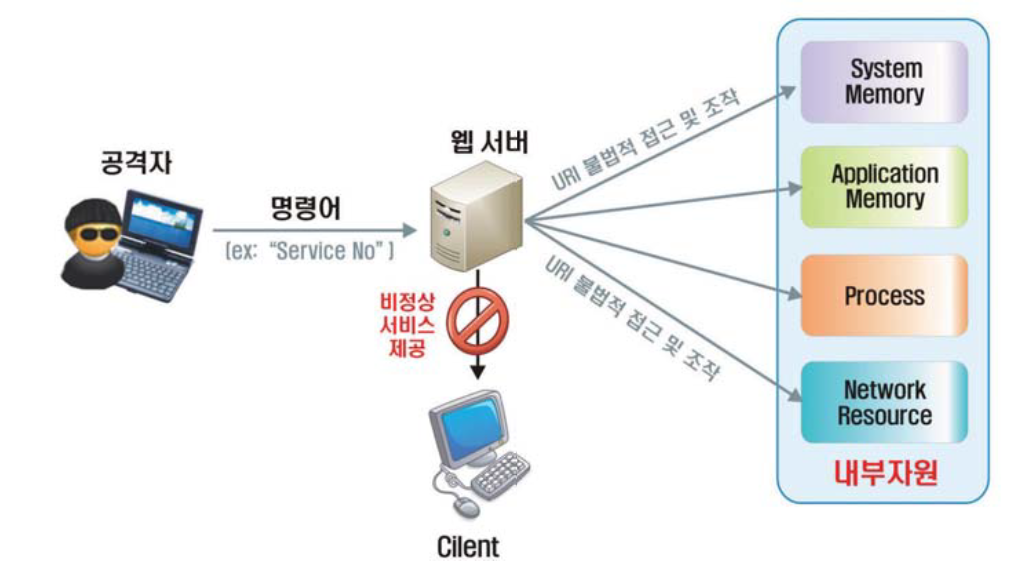 공격자
명령어
(ex: “Service No”)
웹 서버
비정상
서비스
제공
Cilent
URI 불법적 접근 및 조작
URI 불법적 접근 및 조작
System
Memory
Application
Memory
Process
Network
Resource
내부자원